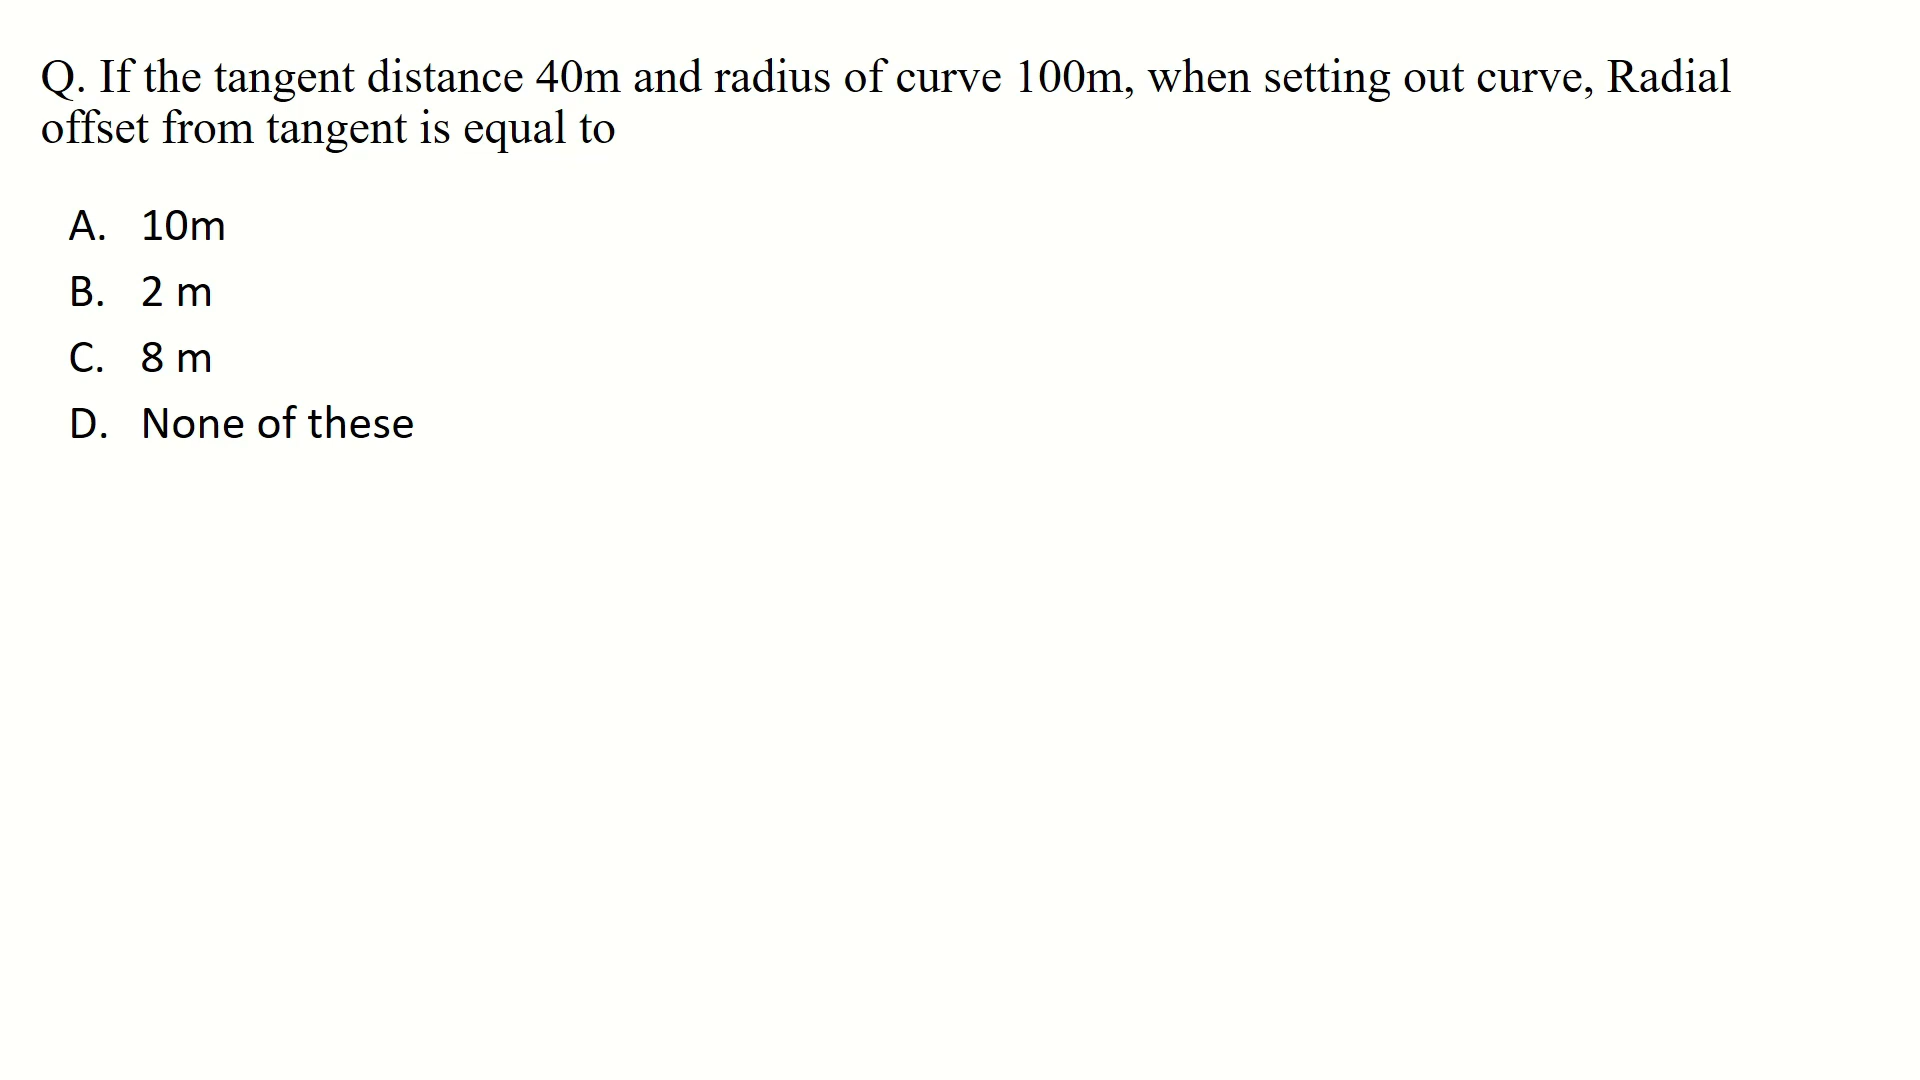 Q. If the tangent distance 40m and radius of curve 100m, when setting out curve, Radial
offset from tangent is equal to
A. 10m
B. 2 m
C. 8 m
D. None of these